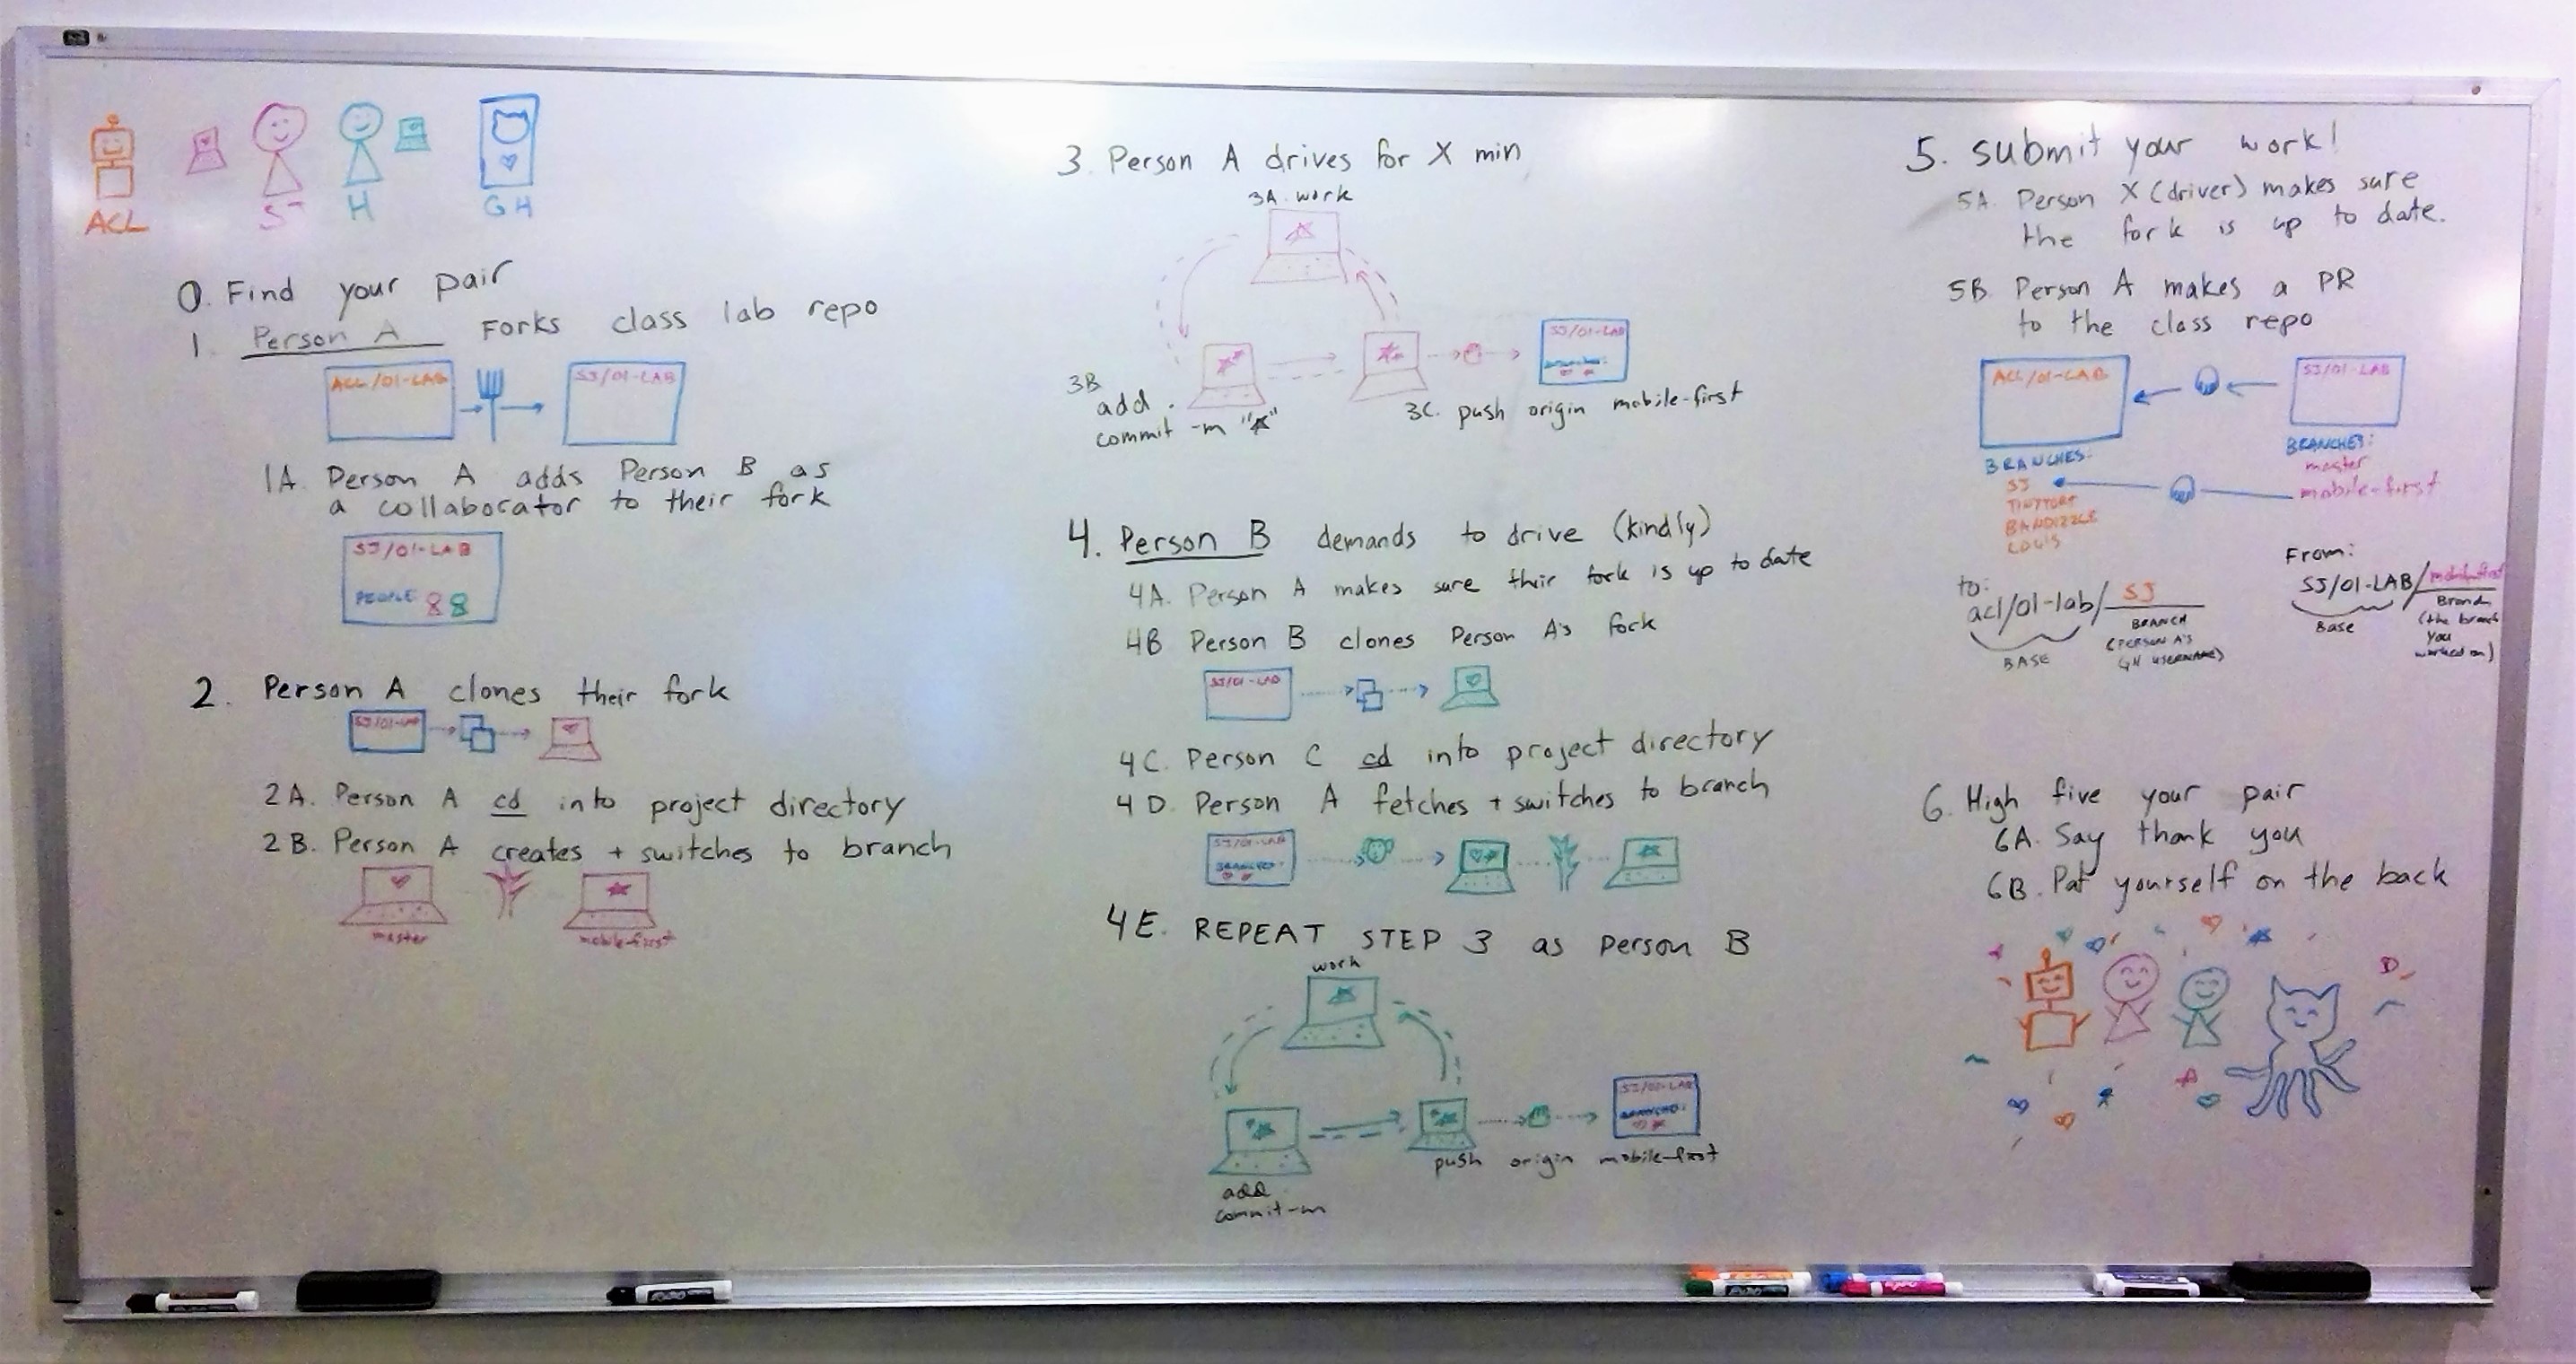 ACL
SJ
H
GH
0. Find your pair
1. Person A Forks class lab repo
ACL/01-LAB
SJ/01-LAB
1A. Person A adds Person B as
a collaborator to their fork
SJ/01-LAB
PEOPLE
2. Person A clones their fork
SJ/01-LAB
2A. Person A cd into project directory
2B. Person A creates + switches to branch
master
mobile-first
3. Person A drives for X min
3A. work
SJ/01-LAB
BRANCHES:
3B
add .
commit -m "★"
3C. push origin mobile-first
4. Person B demands to drive (kindly)
4A. Person A makes sure their fork is up to date
4B Person B clones Person A's fork
SJ/01-LAB
4C. Person C cd into project directory
4D. Person A fetches + switches to branch
SJ/01-LAB
BRANCHES:
4E. REPEAT STEP 3 as Person B
work
SJ/01-LAB
BRANCHES:
push origin mobile-first
add
commit -m
5. submit your work!
5A. Person X (driver) makes sure
the fork is up to date.
5B. Person A makes a PR
to the class repo
ACL/01-LAB
SJ/01-LAB
BRANCHES:
SJ
TINYTORT
BANDIZZLE
LOUIS
BRANCHES:
master
mobile-first
to:
acl/01-lab/SJ
BASE
BRANCH
(PERSON A'S
GH USERNAME)
From:
SJ/01-LAB/mobile-first
Base
Branch
(the branch
you
worked on)
6. High five your pair
6A. Say thank you
6B. Pat yourself on the back